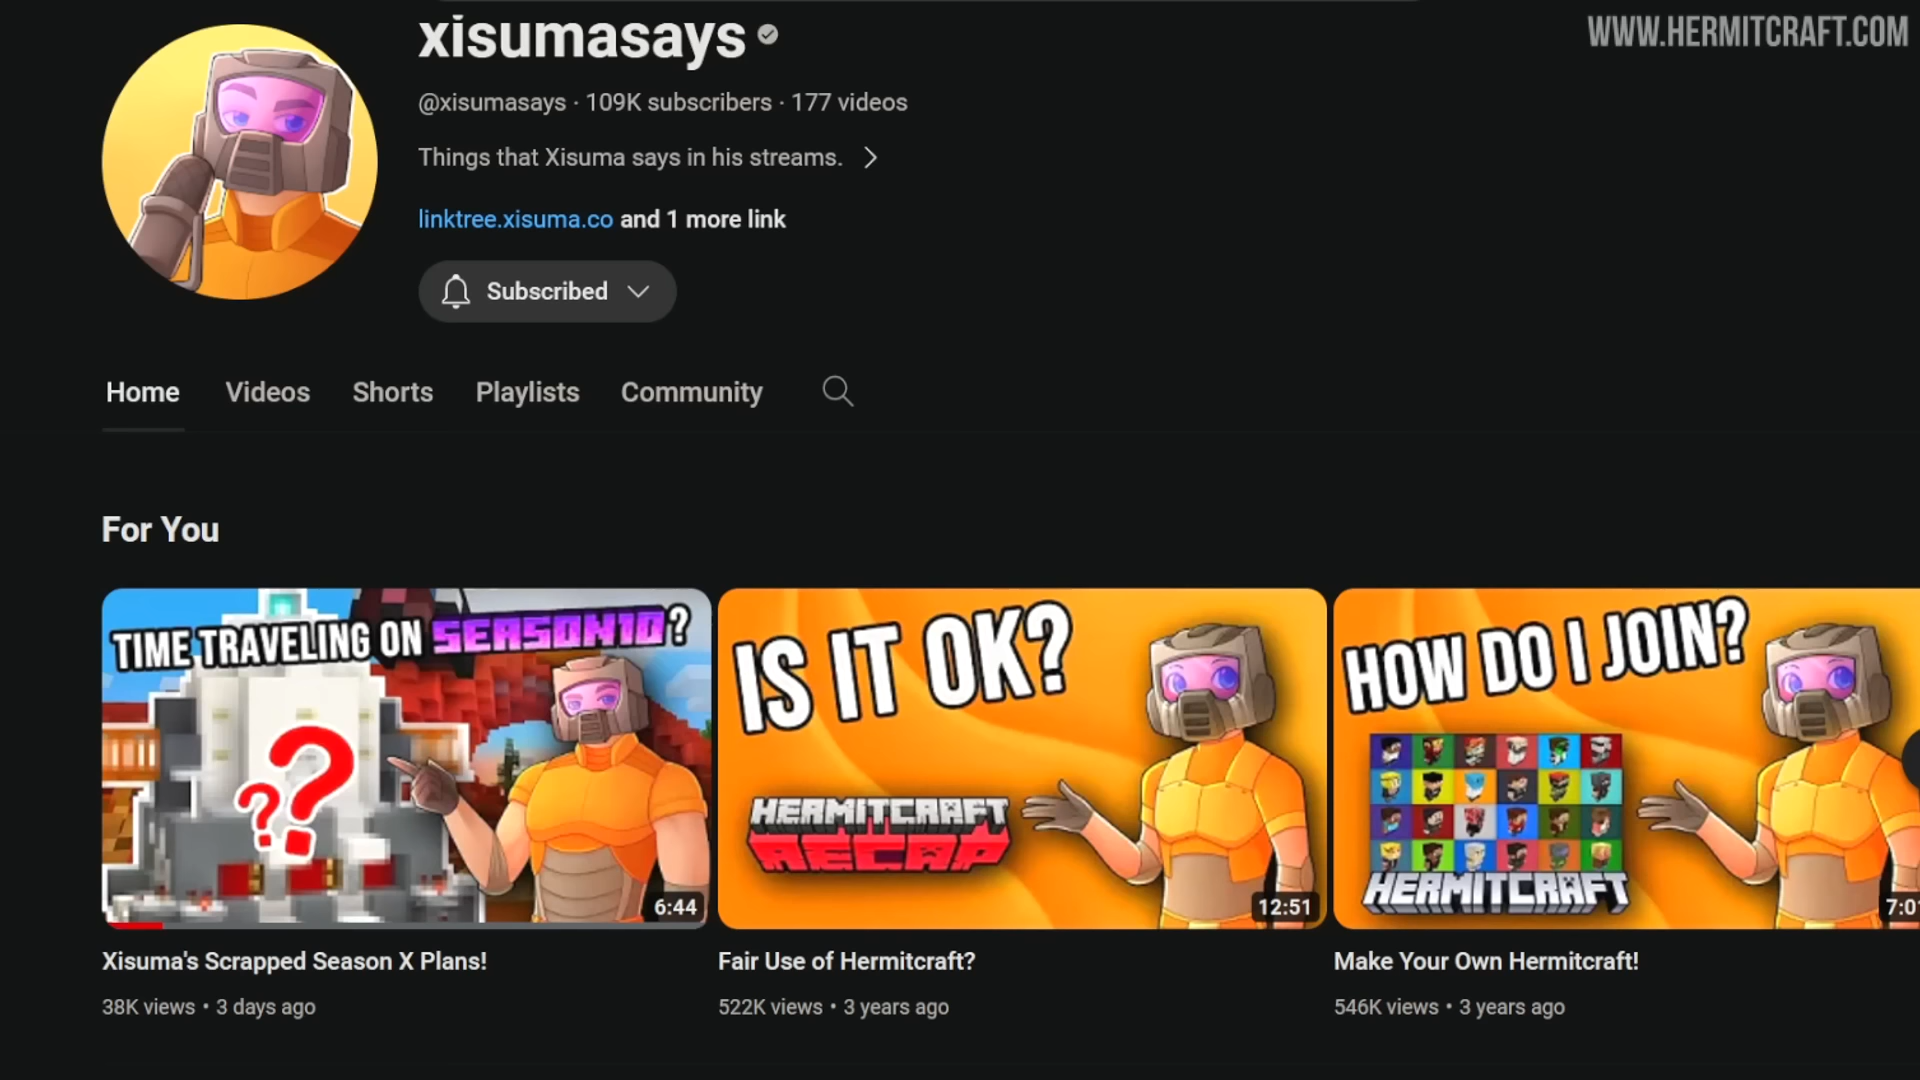 WWW.HERMITCRAFT.COM
xisumasays
@xisumasays · 109K subscribers · 177 videos
Things that Xisuma says in his streams.
linktree.xisuma.co and 1 more link
Subscribed
Home Videos Shorts Playlists Community
For You
TIME TRAVELING ON SEASON10?
6:44
IS IT OK?
HERMITCRAFT
RECAP
12:51
HOW DO I JOIN?
HERMITCRAFT
7:01
Xisuma's Scrapped Season X Plans!
38K views • 3 days ago
Fair Use of Hermitcraft?
522K views • 3 years ago
Make Your Own Hermitcraft!
546K views • 3 years ago